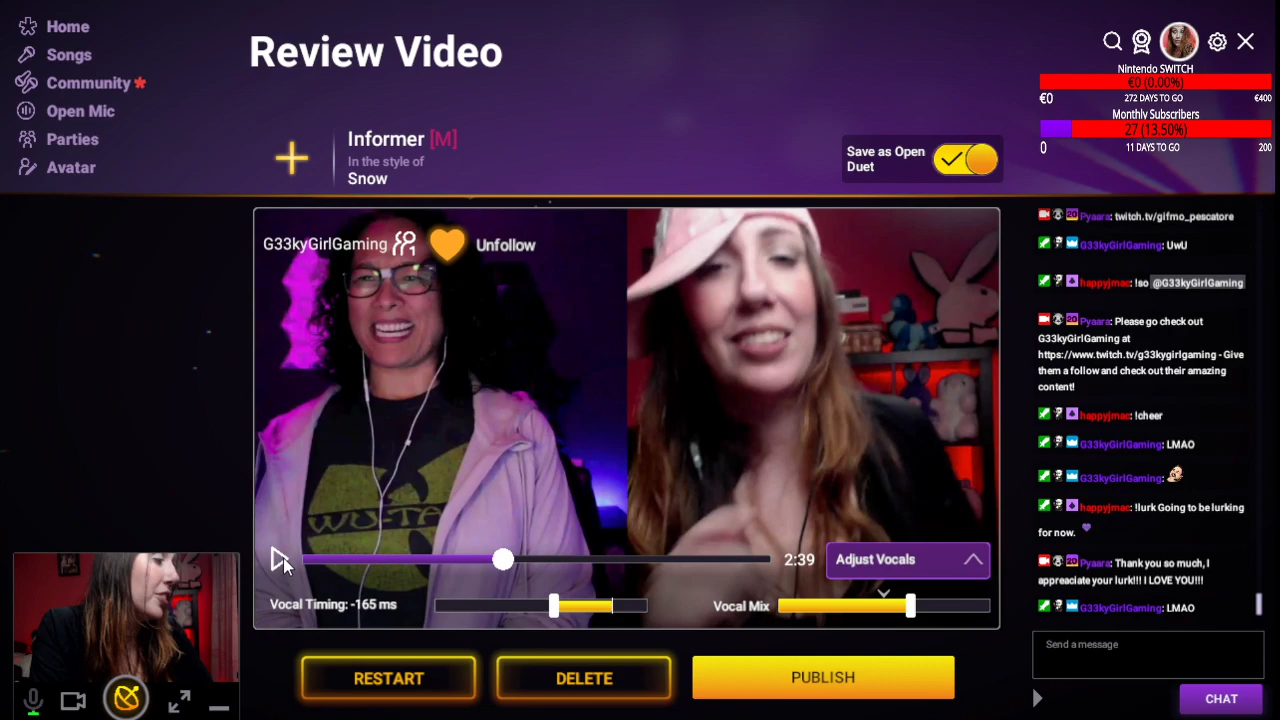 Home
Songs
Community *
Open Mic
Parties
Avatar
Review Video
Informer [M]
In the style of
Snow
Save as Open
Duet
Nintendo SWITCH
€0 (0.00%)
€0 272 DAYS TO GO €400
Monthly Subscribers
27 (13.50%)
0 11 DAYS TO GO 200
G33kyGirlGaming Unfollow
WU-TA
2:39 Adjust Vocals
Vocal Timing: -165 ms Vocal Mix
RESTART DELETE PUBLISH
20 Pyaara: twitch.tv/gifmo_pescatore
G33kyGirlGaming: UwU
happyjmac: !so @G33kyGirlGaming
20 Pyaara: Please go check out
G33kyGirlGaming at
https://www.twitch.tv/g33kygirlgaming - Give
them a follow and check out their amazing
content!
happyjmac: !cheer
G33kyGirlGaming: LMAO
G33kyGirlGaming:
happyjmac: !lurk Going to be lurking
for now.
20 Pyaara: Thank you so much, I
appreaciate your lurk!!! I LOVE YOU!!!
G33kyGirlGaming: LMAO
Send a message
CHAT